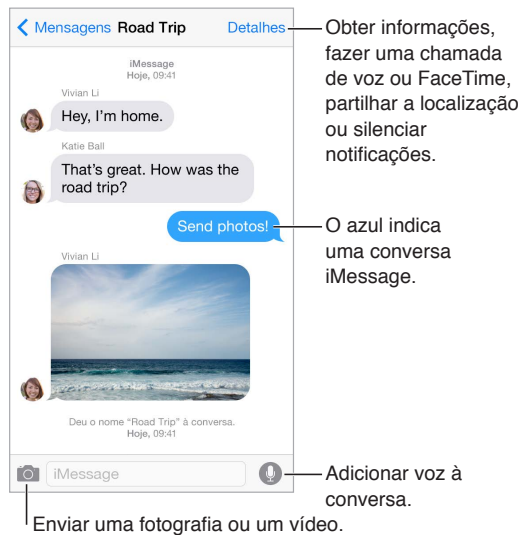 Mensagens Road Trip Detalhes
iMessage
Hoje, 09:41
Vivian Li
Hey, I'm home.
Katie Ball
That's great. How was the
road trip?
Send photos!
Vivian Li
Deu o nome “Road Trip” à conversa.
Hoje, 09:41
iMessage
Obter informações,
fazer uma chamada
de voz ou FaceTime,
partilhar a localização
ou silenciar
notificações.
O azul indica
uma conversa
iMessage.
Adicionar voz à
conversa.
Enviar uma fotografia ou um vídeo.